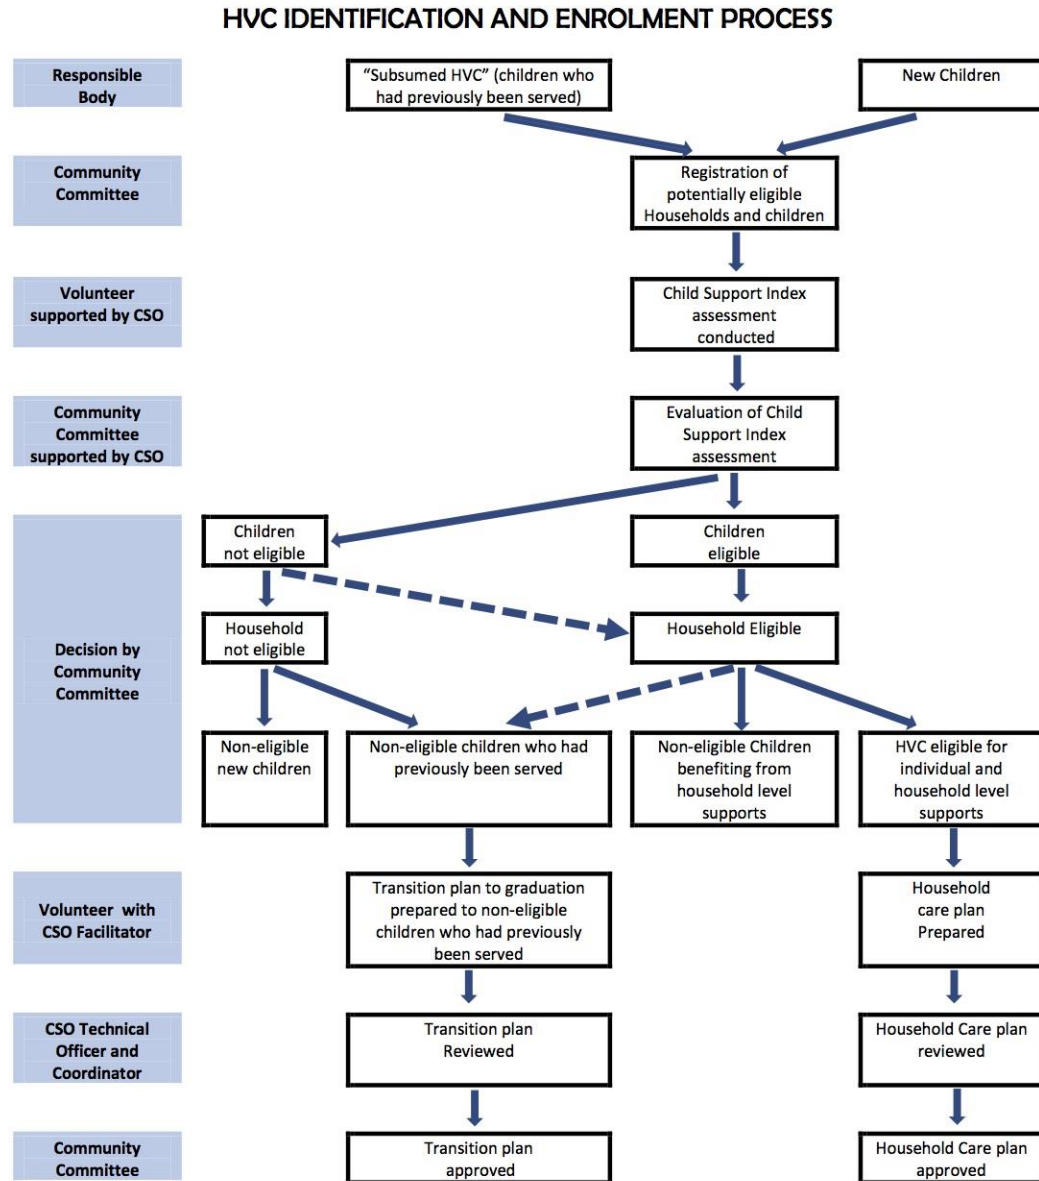 HVC IDENTIFICATION AND ENROLMENT PROCESS
Responsible
Body
“Subsumed HVC” (children who
had previously been served)
New Children
Community
Committee
Registration of
potentially eligible
Households and children
Volunteer
supported by CSO
Child Support Index
assessment
conducted
Community
Committee
supported by CSO
Evaluation of Child
Support Index
assessment
Decision by
Community
Committee
Children
not eligible
Children
eligible
Household
not eligible
Household Eligible
Non-eligible
new children
Non-eligible children who had
previously been served
Non-eligible Children
benefiting from
household level
supports
HVC eligible for
individual and
household level
supports
Volunteer with
CSO Facilitator
Transition plan to graduation
prepared to non-eligible
children who had previously
been served
Household
care plan
Prepared
CSO Technical
Officer and
Coordinator
Transition plan
Reviewed
Household Care plan
reviewed
Community
Committee
Transition plan
approved
Household Care plan
approved